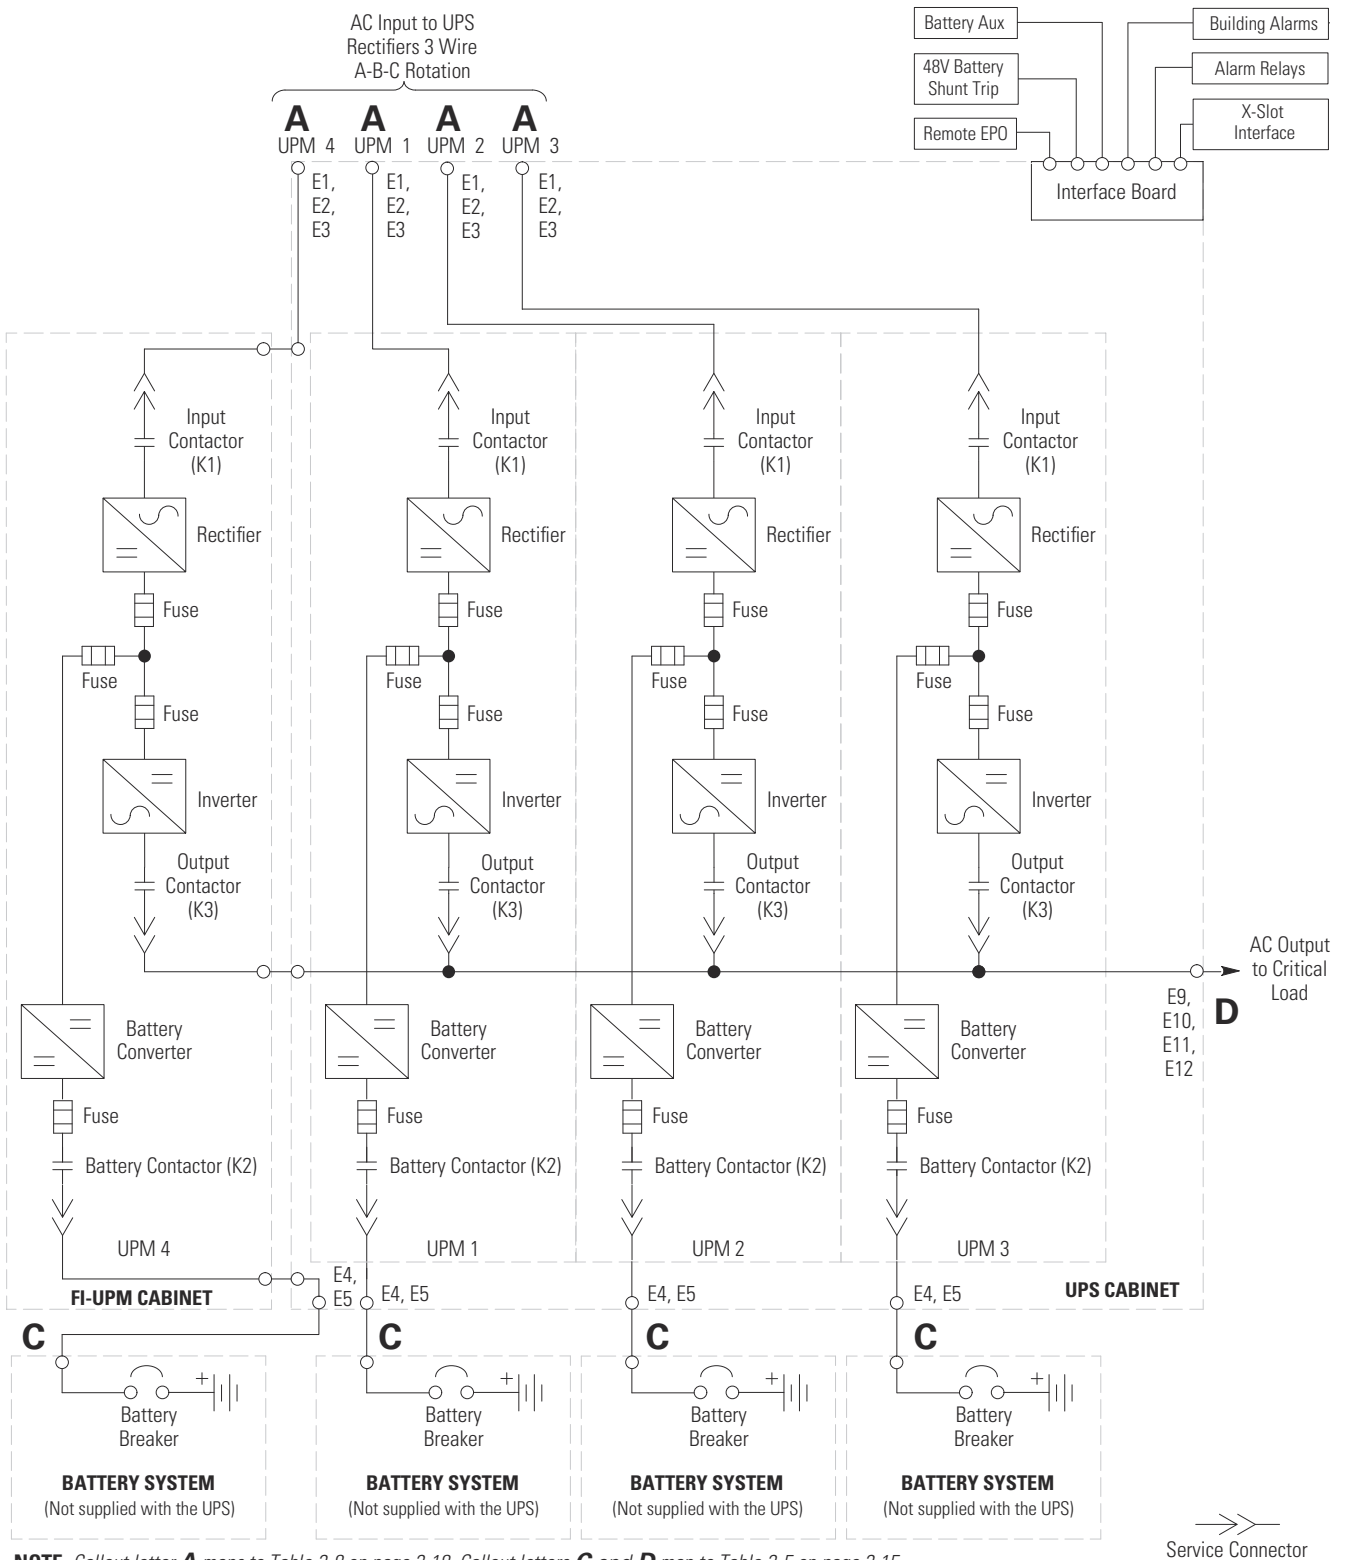 AC Input to UPS
Rectifiers 3 Wire
A-B-C Rotation
A A A A
UPM 4 UPM 1 UPM 2 UPM 3
E1,
E2,
E3
E1,
E2,
E3
E1,
E2,
E3
E1,
E2,
E3
Battery Aux
48V Battery
Shunt Trip
Remote EPO
Building Alarms
Alarm Relays
X-Slot
Interface
Interface Board
Input
Contactor
(K1)
Input
Contactor
(K1)
Input
Contactor
(K1)
Input
Contactor
(K1)
Rectifier Rectifier Rectifier Rectifier
Fuse Fuse Fuse Fuse
Fuse Fuse Fuse Fuse
Fuse Fuse Fuse Fuse
Inverter Inverter Inverter Inverter
Output
Contactor
(K3)
Output
Contactor
(K3)
Output
Contactor
(K3)
Output
Contactor
(K3)
AC Output
to Critical
Load
E9,
E10,
E11,
E12
D
Battery
Converter
Battery
Converter
Battery
Converter
Battery
Converter
Fuse Fuse Fuse Fuse
Battery Contactor (K2) Battery Contactor (K2) Battery Contactor (K2) Battery Contactor (K2)
UPM 4 UPM 1 UPM 2 UPM 3
FI-UPM CABINET
E4,
E5
E4, E5 E4, E5 E4, E5
UPS CABINET
C C C C
+ + + +
Battery
Breaker
Battery
Breaker
Battery
Breaker
Battery
Breaker
BATTERY SYSTEM BATTERY SYSTEM BATTERY SYSTEM BATTERY SYSTEM
(Not supplied with the UPS) (Not supplied with the UPS) (Not supplied with the UPS) (Not supplied with the UPS)
Service Connector
NOTE Callout letter A maps to Table on page Callout letters C and D map to Table on page